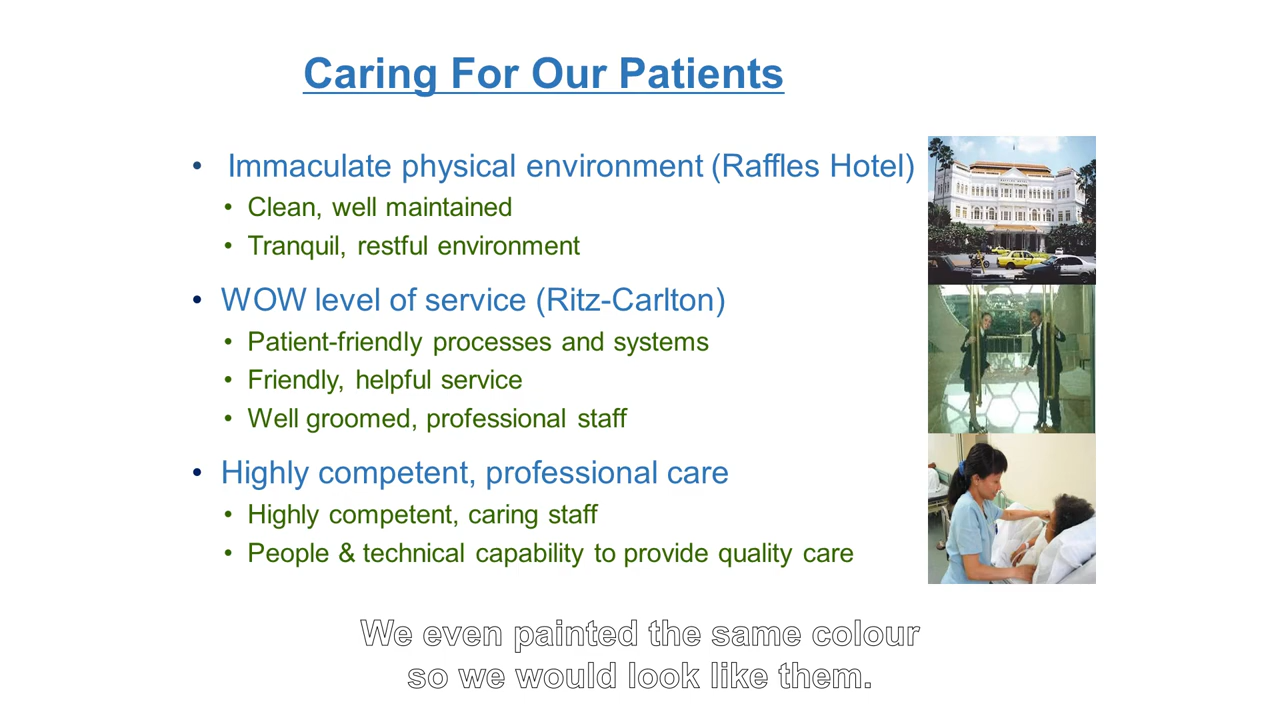 Caring For Our Patients
• Immaculate physical environment (Raffles Hotel)
• Clean, well maintained
• Tranquil, restful environment
• WOW level of service (Ritz-Carlton)
• Patient-friendly processes and systems
• Friendly, helpful service
• Well groomed, professional staff
• Highly competent, professional care
• Highly competent, caring staff
• People & technical capability to provide quality care
We even painted the same colour
so we would look like them.